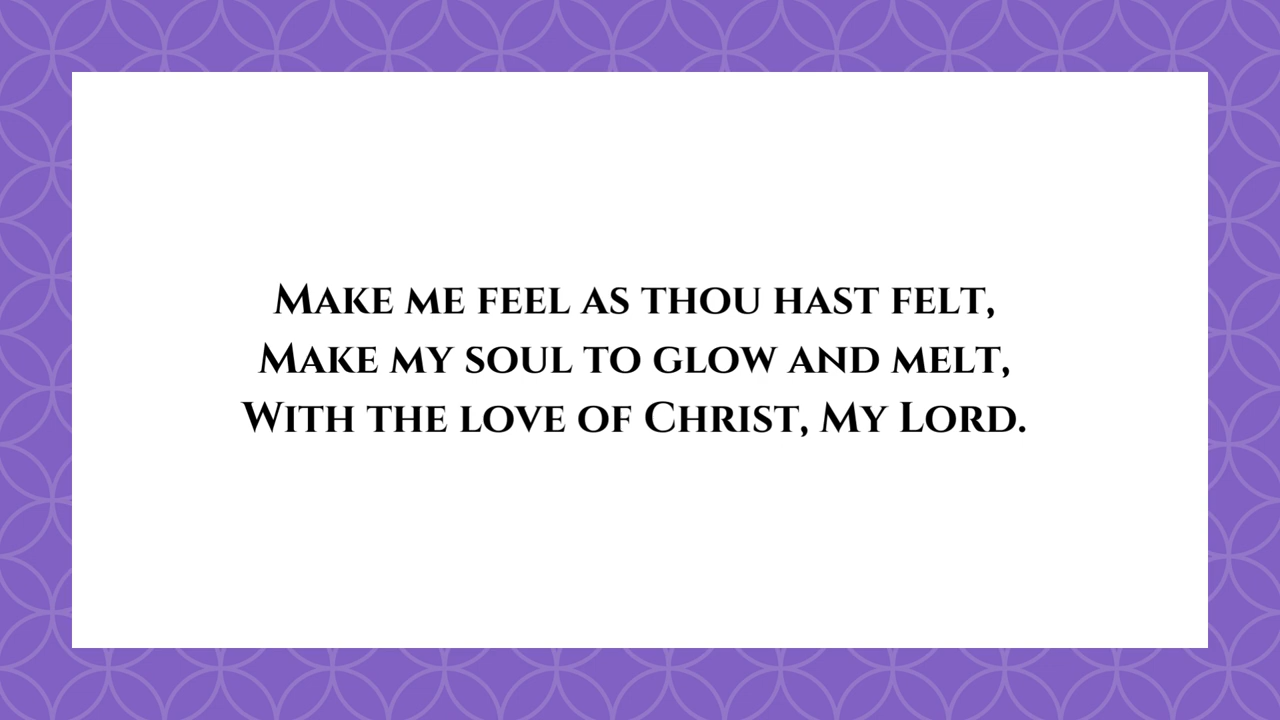 Make me feel as thou hast felt,
Make my soul to glow and melt,
With the love of Christ, My Lord.